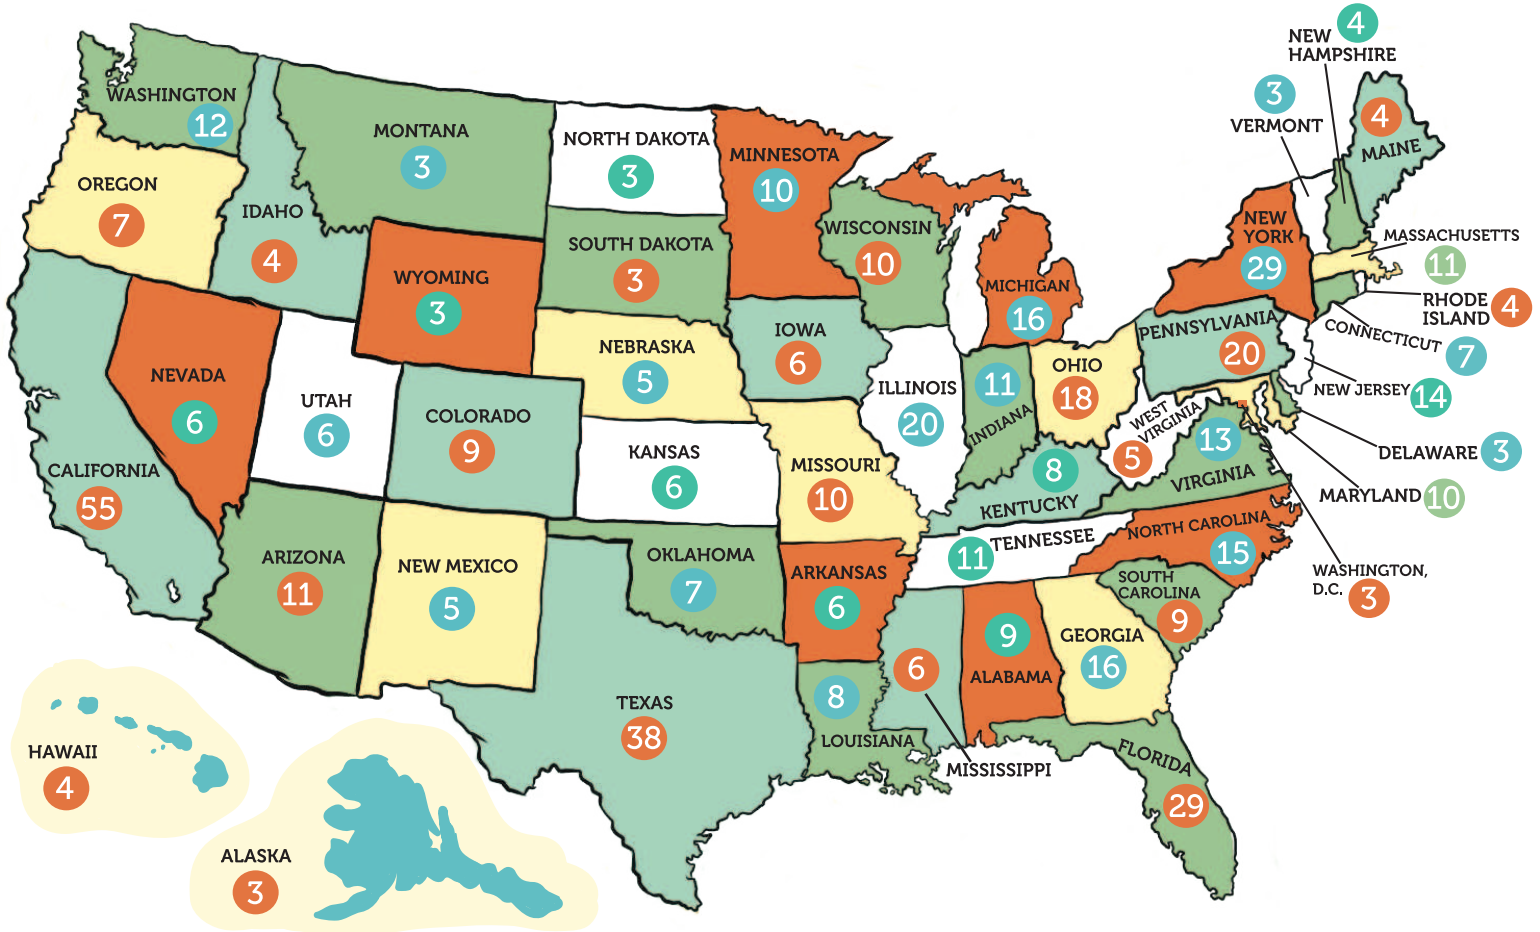 4
NEW
HAMPSHIRE
3
VERMONT
4
MAINE
WASHINGTON
12
MONTANA
3
NORTH DAKOTA
3
MINNESOTA
10
OREGON
7
IDAHO
4
WYOMING
3
SOUTH DAKOTA
3
WISCONSIN
10
MICHIGAN
16
NEW
YORK
29
MASSACHUSETTS
11
RHODE
ISLAND
4
CONNECTICUT
7
NEVADA
6
UTAH
6
COLORADO
9
NEBRASKA
5
IOWA
6
ILLINOIS
20
INDIANA
11
OHIO
18
PENNSYLVANIA
20
NEW JERSEY
14
CALIFORNIA
55
KANSAS
6
MISSOURI
10
KENTUCKY
8
WEST
VIRGINIA
5
VIRGINIA
13
DELAWARE
3
MARYLAND
10
ARIZONA
11
NEW MEXICO
5
OKLAHOMA
7
ARKANSAS
6
TENNESSEE
11
NORTH CAROLINA
15
SOUTH
CAROLINA
9
WASHINGTON,
D.C.
3
TEXAS
38
LOUISIANA
8
6
MISSISSIPPI
9
ALABAMA
GEORGIA
16
FLORIDA
29
HAWAII
4
ALASKA
3